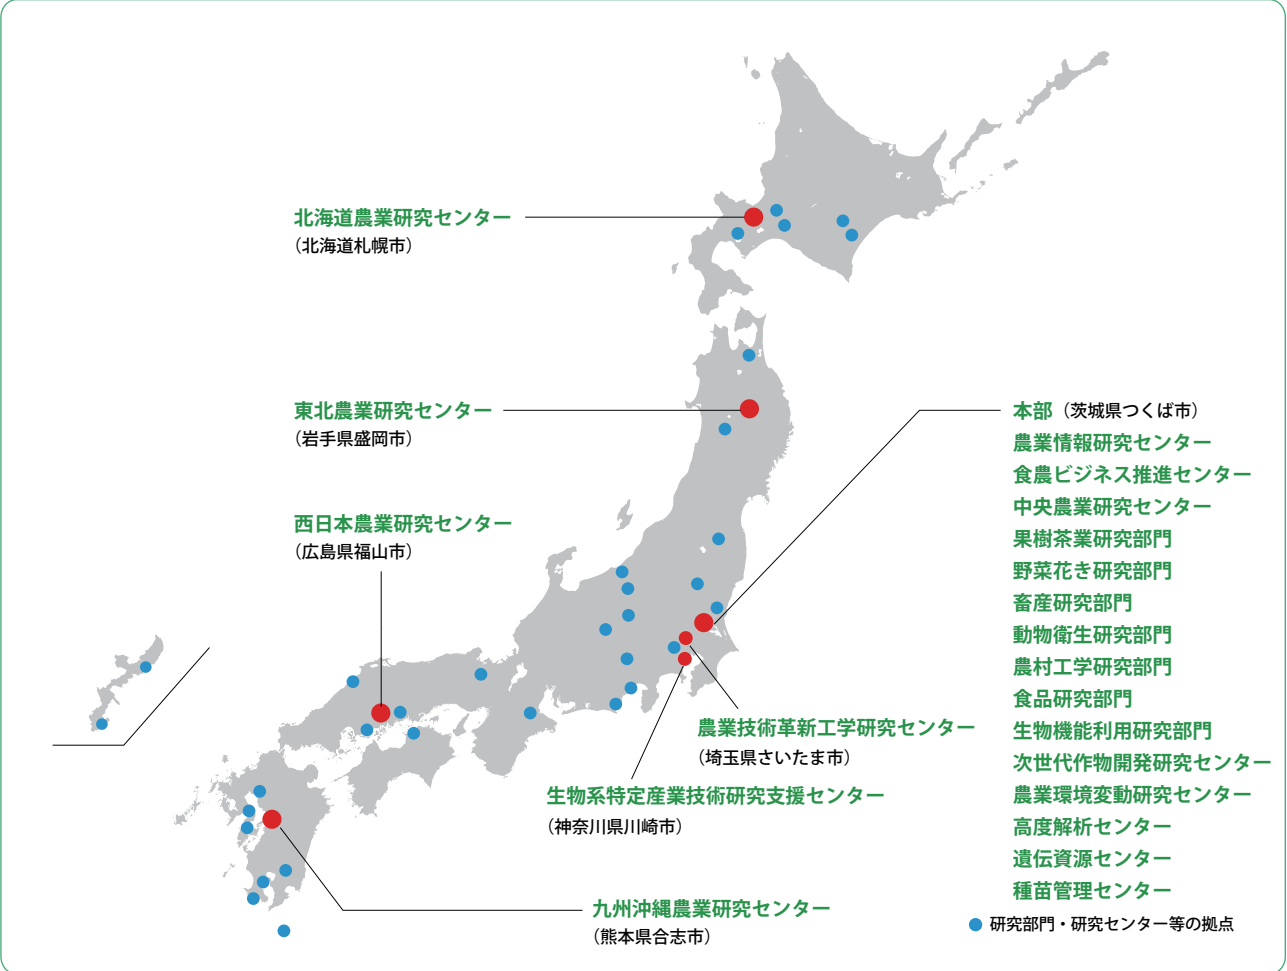 北海道農業研究センター
(北海道札幌市)
東北農業研究センター
(岩手県盛岡市)
西日本農業研究センター
(広島県福山市)
本部(茨城県つくば市)
農業情報研究センター
食農ビジネス推進センター
中央農業研究センター
果樹茶業研究部門
野菜花き研究部門
畜産研究部門
動物衛生研究部門
農村工学研究部門
食品研究部門
生物機能利用研究部門
次世代作物開発研究センター
農業環境変動研究センター
高度解析センター
遺伝資源センター
種苗管理センター
農業技術革新工学研究センター
(埼玉県さいたま市)
生物系特定産業技術研究支援センター
(神奈川県川崎市)
九州沖縄農業研究センター
(熊本県合志市)
研究部門・研究センター等の拠点